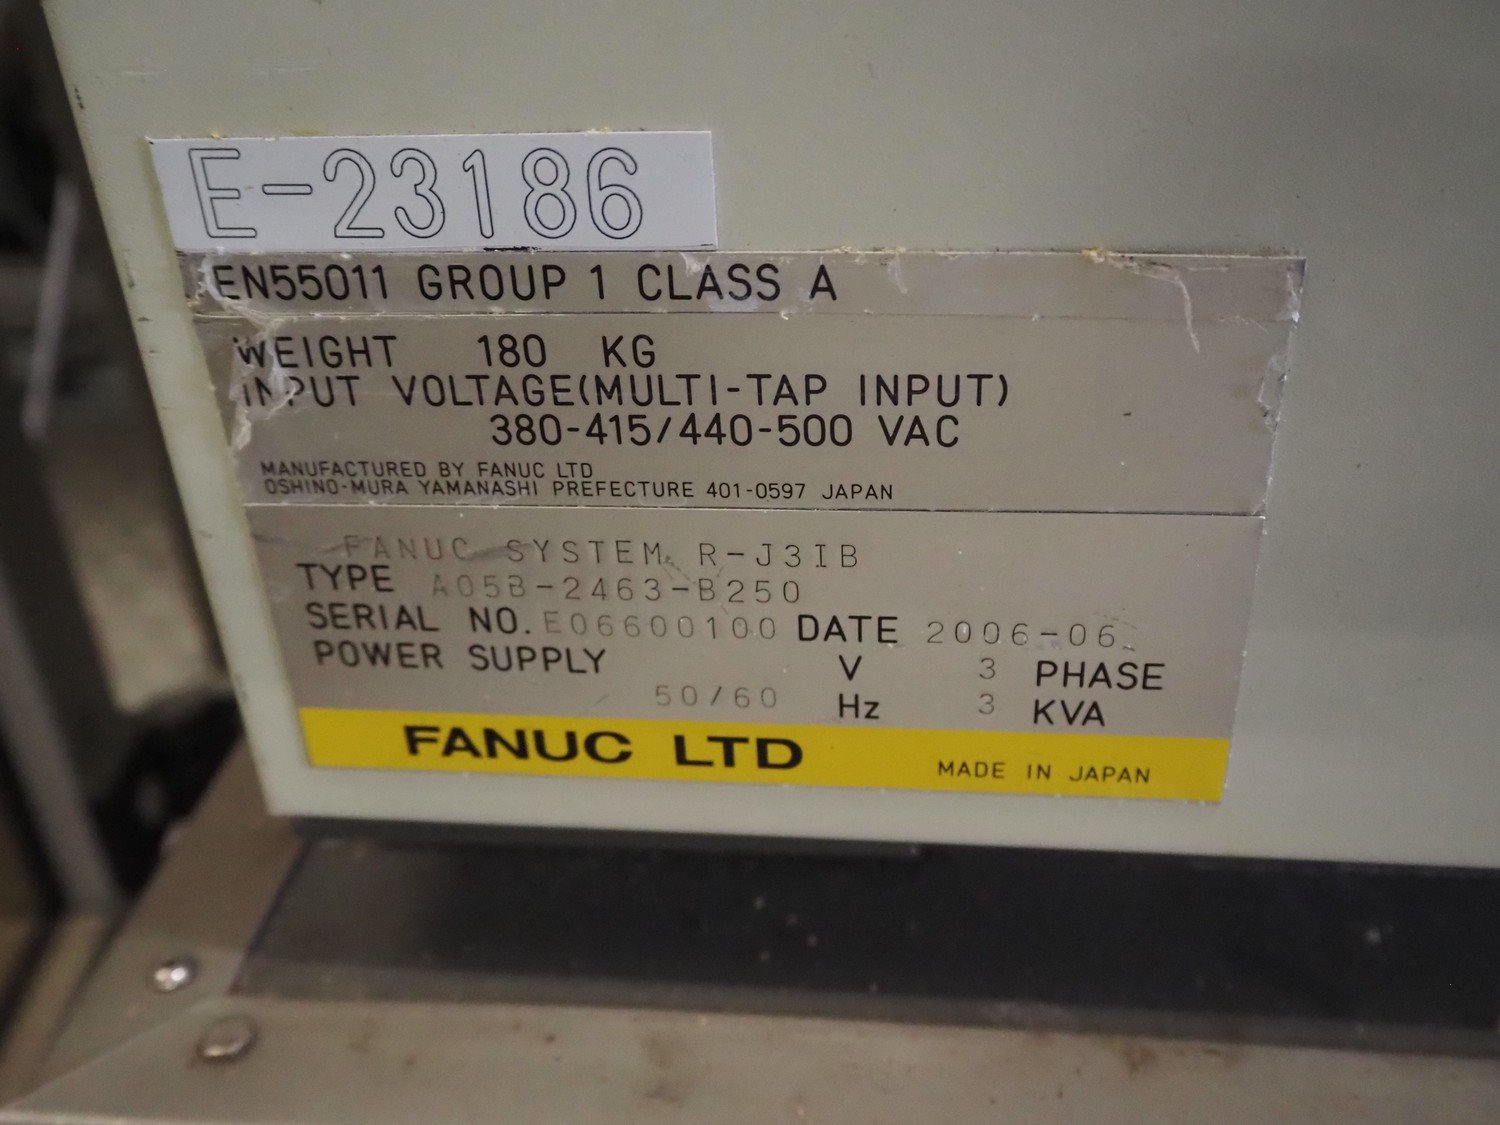 E-23186
EN55011 GROUP 1 CLASS A
WEIGHT 180 KG
INPUT VOLTAGE(MULTI-TAP INPUT)
380-415/440-500 VAC
MANUFACTURED BY FANUC LTD
OSHINO-MURA YAMANASHI PREFECTURE 401-0597 JAPAN
FANUC SYSTEM R-J3IB
TYPE A05B-2463-B250
SERIAL NO. E06600100 DATE 2006-06.
POWER SUPPLY V 3 PHASE
50/60 Hz 3 KVA
FANUC LTD MADE IN JAPAN